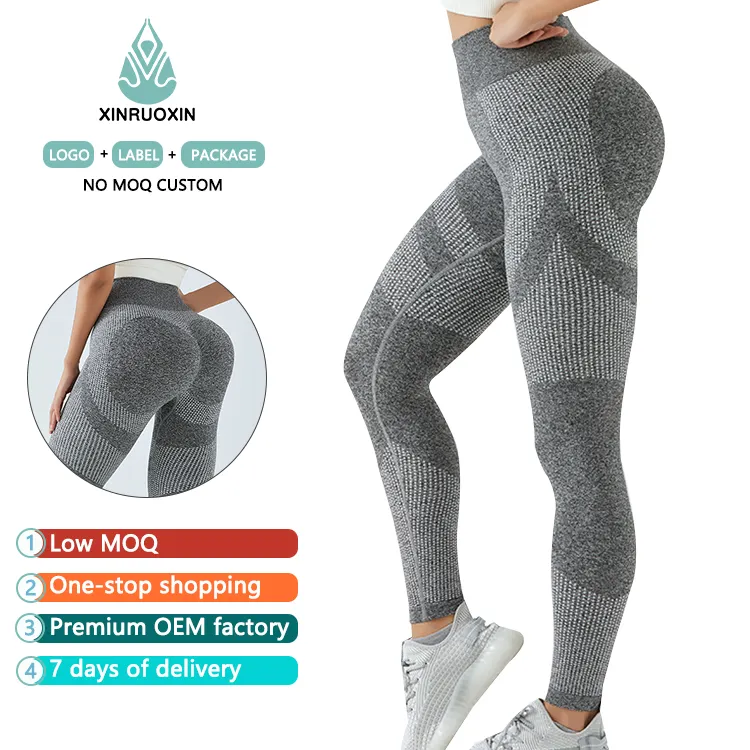 XINRUOXIN
LOGO + LABEL + PACKAGE
NO MOQ CUSTOM
1 Low MOQ
2 One-stop shopping
3 Premium OEM factory
4 7 days of delivery